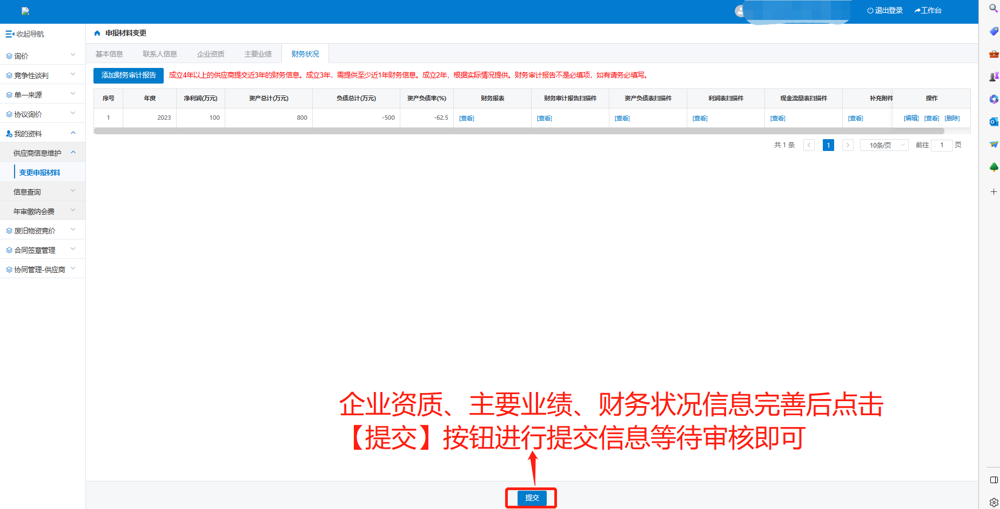 退出登录 工作台
收起导航
申报材料变更
基本信息 联系人信息 企业资质 主要业绩 财务状况
询价
竞争性谈判
单一来源
协议询价
我的资料
供应商信息维护
变更申报材料
信息查询
年审缴纳会费
废旧物资竞价
合同签章管理
协同管理-供应商
添加财务审计报告 成立4年以上的供应商提交近3年的财务信息。成立3年，需提供至少近1年财务信息。成立2年，根据实际情况提供。财务审计报告不是必填项，如有请务必填写。
序号 年度 净利润(万元) 资产总计(万元) 负债总计(万元) 资产负债率(%) 财务报表 财务审计报告扫描件 资产负债表扫描件 利润表扫描件 现金流量表扫描件 补充附件 操作
1 2023 100 800 -500 -62.5 [查看] [查看] [查看] [查看] [查看] [查看] [编辑] [查看] [删除]
共 1 条 1 10条/页 前往 1 页
企业资质、主要业绩、财务状况信息完善后点击
【提交】按钮进行提交信息等待审核即可
提交